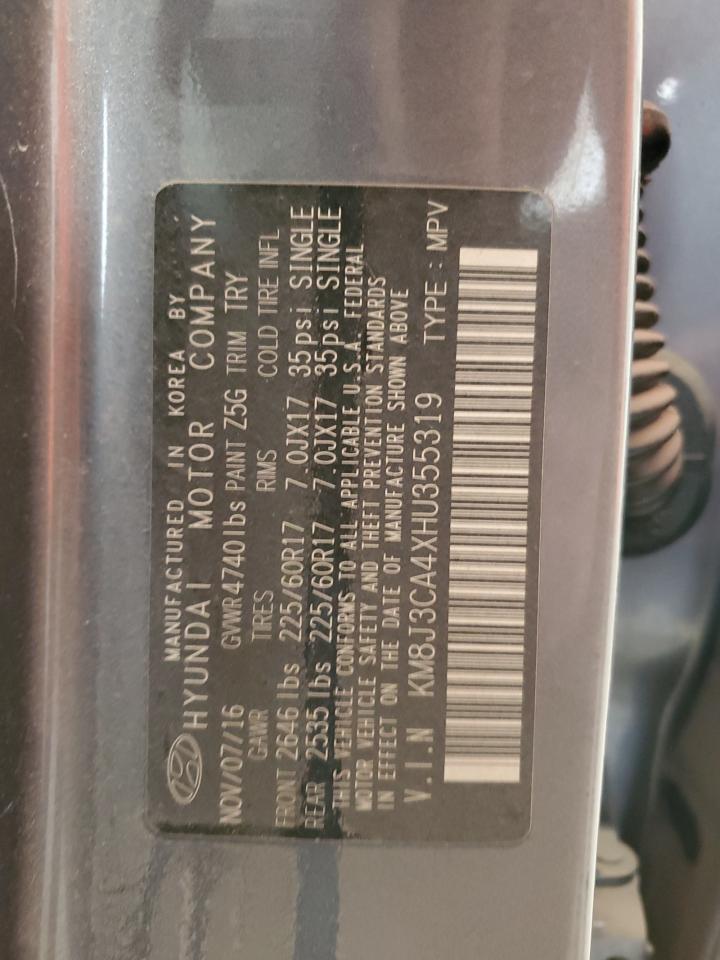 MANUFACTURED IN KOREA BY
HYUNDAI MOTOR COMPANY
NOV/07/16 GVWR 4740lbs PAINT Z5G TRIM TRY
GAWR TIRES RIMS COLD TIRE INFL
FRONT 2646 lbs 225/60R17 7.0JX17 35psi SINGLE
REAR 2535 lbs 225/60R17 7.0JX17 35psi SINGLE
THIS VEHICLE CONFORMS TO ALL APPLICABLE U.S.A. FEDERAL
MOTOR VEHICLE SAFETY AND THEFT PREVENTION STANDARDS
IN EFFECT ON THE DATE OF MANUFACTURE SHOWN ABOVE
V.I.N KM8J3CA4XHU355319 TYPE : MPV